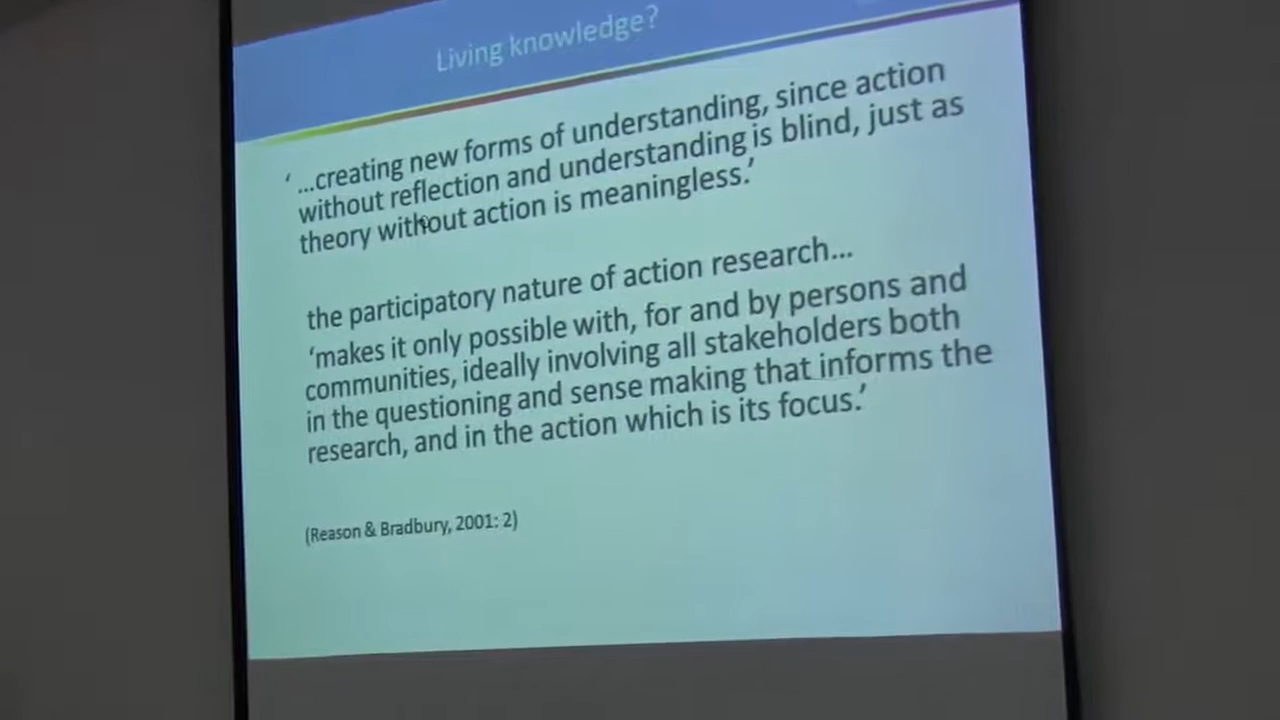 Living knowledge?
‘ ...creating new forms of understanding, since action
without reflection and understanding is blind, just as
theory without action is meaningless.’
the participatory nature of action research...
‘makes it only possible with, for and by persons and
communities, ideally involving all stakeholders both
in the questioning and sense making that informs the
research, and in the action which is its focus.’
(Reason & Bradbury, 2001: 2)